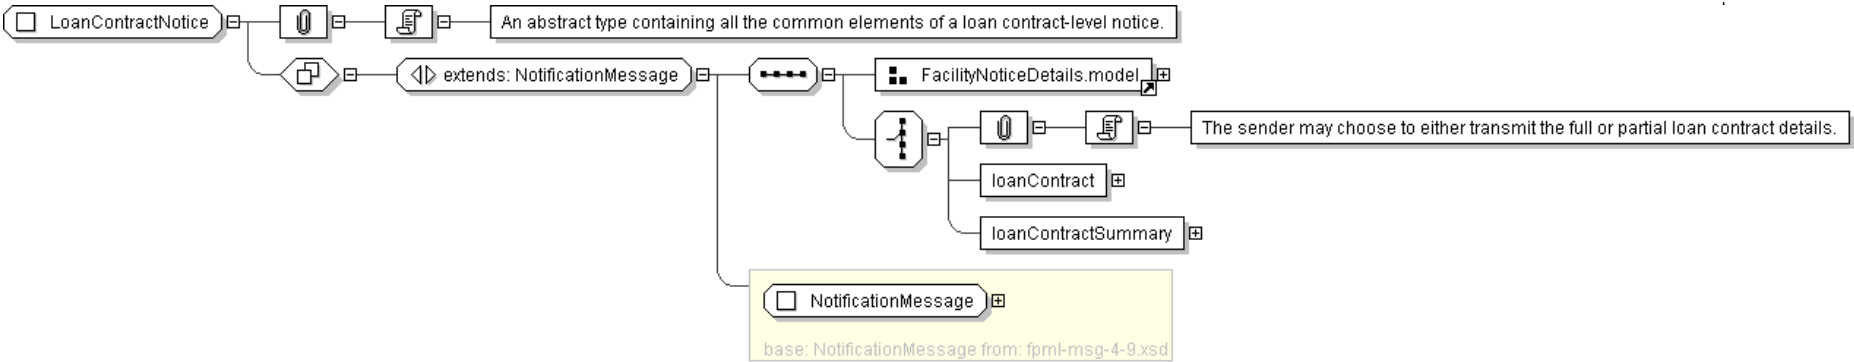 LoanContractNotice
An abstract type containing all the common elements of a loan contract-level notice.
extends: NotificationMessage
FacilityNoticeDetails.model
The sender may choose to either transmit the full or partial loan contract details.
loanContract
loanContractSummary
NotificationMessage
base: NotificationMessage from: fpml-msg-4-9.xsd